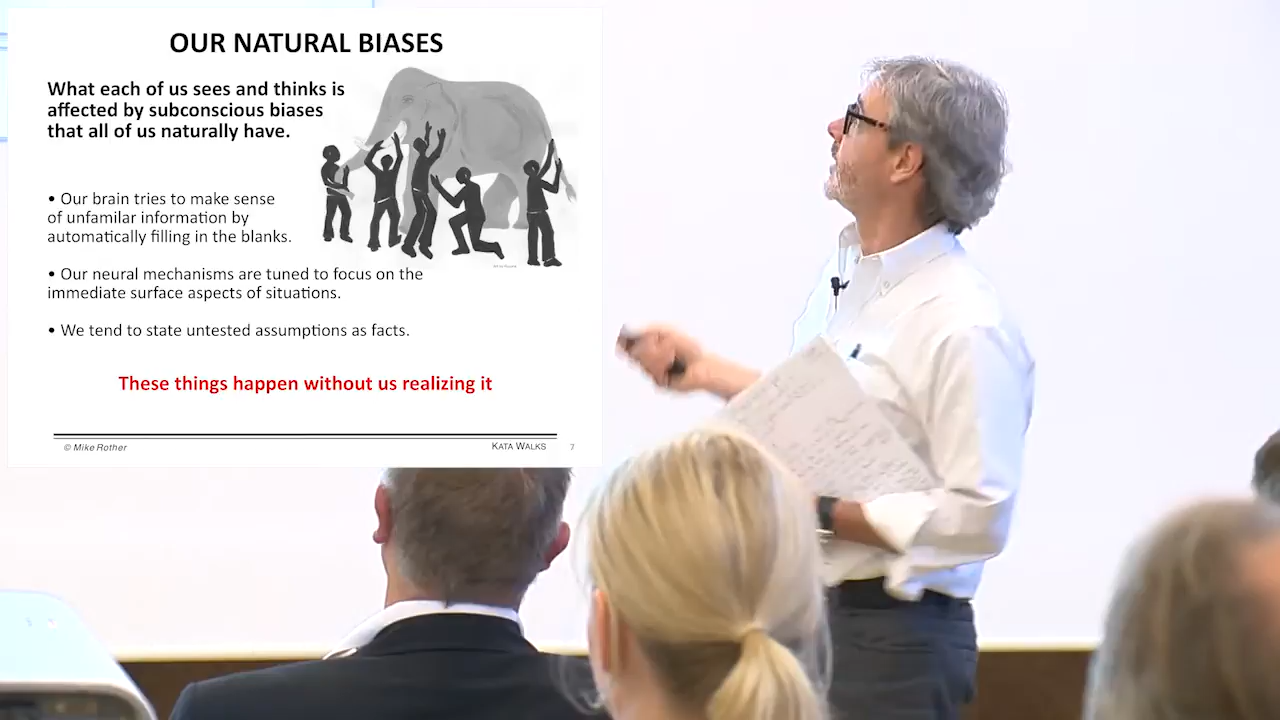 OUR NATURAL BIASES
What each of us sees and thinks is
affected by subconscious biases
that all of us naturally have.
• Our brain tries to make sense
of unfamilar information by
automatically filling in the blanks.
• Our neural mechanisms are tuned to focus on the
immediate surface aspects of situations.
• We tend to state untested assumptions as facts.
These things happen without us realizing it
© Mike Rother
KATA WALKS
7